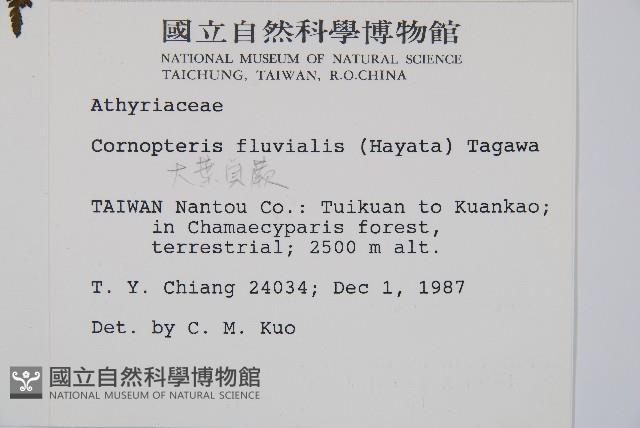 國立自然科學博物館
NATIONAL MUSEUM OF NATURAL SCIENCE
TAICHUNG, TAIWAN, R.O.CHINA
Athyriaceae
Cornopteris fluvialis (Hayata) Tagawa
大葉貞蕨
TAIWAN Nantou Co.: Tuikuan to Kuankao;
in Chamaecyparis forest,
terrestrial; 2500 m alt.
T. Y. Chiang 24034; Dec 1, 1987
Det. by C. M. Kuo
國立自然科學博物館
NATIONAL MUSEUM OF NATURAL SCIENCE